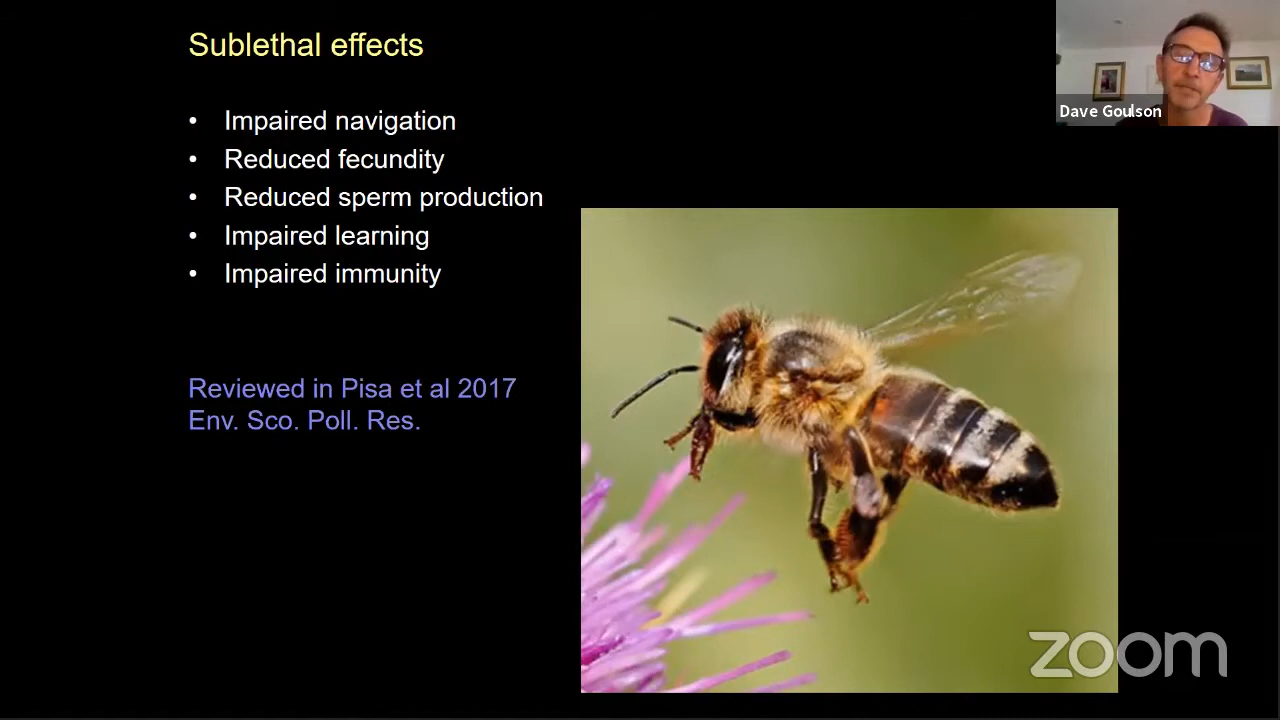 Sublethal effects
• Impaired navigation
• Reduced fecundity
• Reduced sperm production
• Impaired learning
• Impaired immunity
Reviewed in Pisa et al 2017
Env. Sco. Poll. Res.
Dave Goulson
zoom